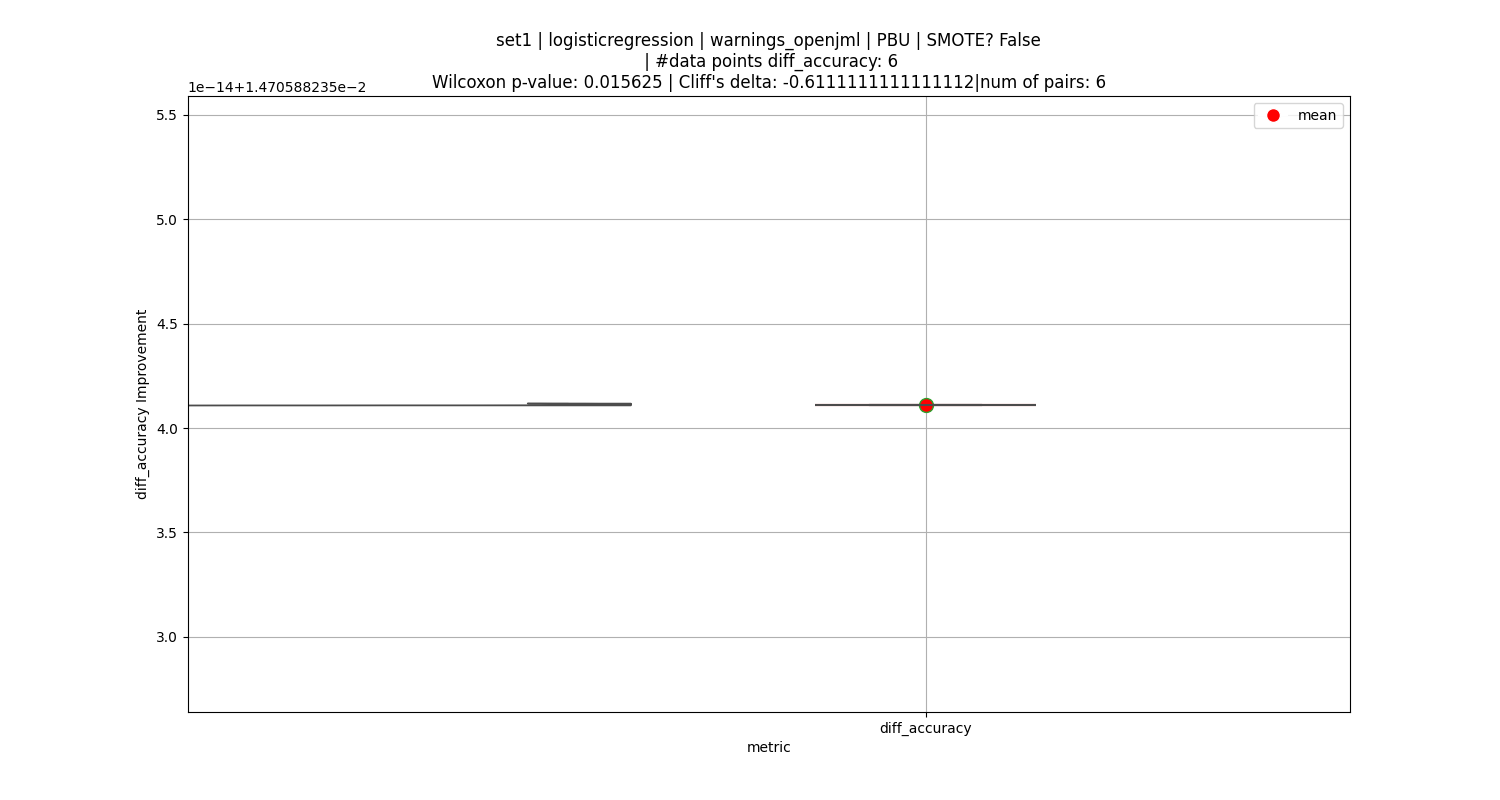 set1 | logisticregression | warnings_openjml | PBU | SMOTE? False
| #data points diff_accuracy: 6
Wilcoxon p-value: 0.015625 | Cliff's delta: -0.6111111111111112|num of pairs: 6
1e−14+1.470588235e−2
mean
5.5
5.0
4.5
4.0
3.5
3.0
diff_accuracy Improvement
diff_accuracy
metric